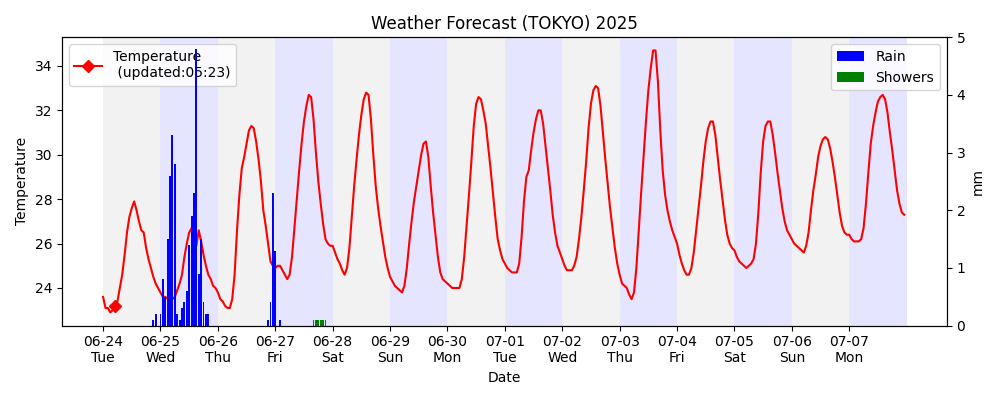 Weather Forecast (TOKYO) 2025
Temperature
(updated:05:23)
Rain
Showers
Temperature
34
32
30
28
26
24
5
4
3
2
1
0
mm
06-24 06-25 06-26 06-27 06-28 06-29 06-30 07-01 07-02 07-03 07-04 07-05 07-06 07-07
Tue Wed Thu Fri Sat Sun Mon Tue Wed Thu Fri Sat Sun Mon
Date